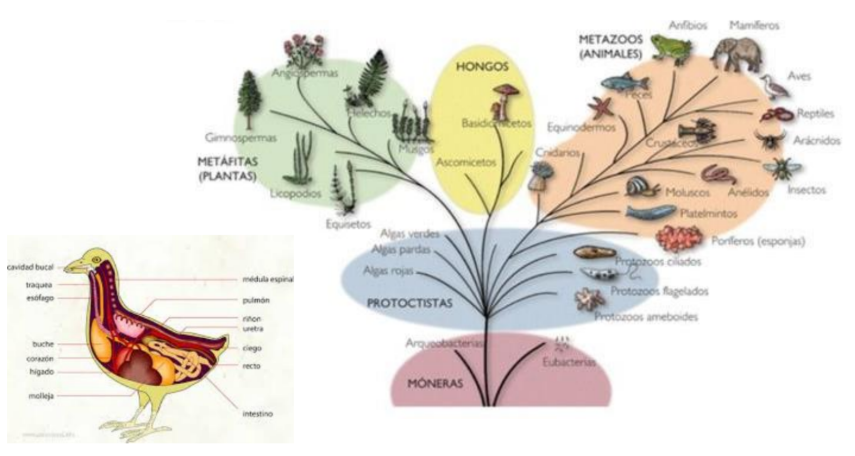 Anfibios
Mamíferos
METAZOOS
(ANIMALES)
HONGOS
Angiospermas
Aves
Peces
Helechos
Reptiles
Basidiomicetos
Equinodermos
Gimnospermas
Crustáceos
Arácnidos
Musgos
Cnidarios
METÁFITAS
(PLANTAS)
Ascomicetos
Licopodios
Moluscos
Anélidos
Insectos
Platelmintos
Equisetos
Algas verdes
Poríferos (esponjas)
Algas pardas
Protozoos ciliados
Algas rojas
Protozoos flagelados
PROTOCTISTAS
Protozoos ameboides
Arqueobacterias
Eubacterias
MÓNERAS
cavidad bucal
traquea
esófago
buche
corazón
hígado
molleja
médula espinal
pulmón
riñon
uretra
ciego
recto
intestino